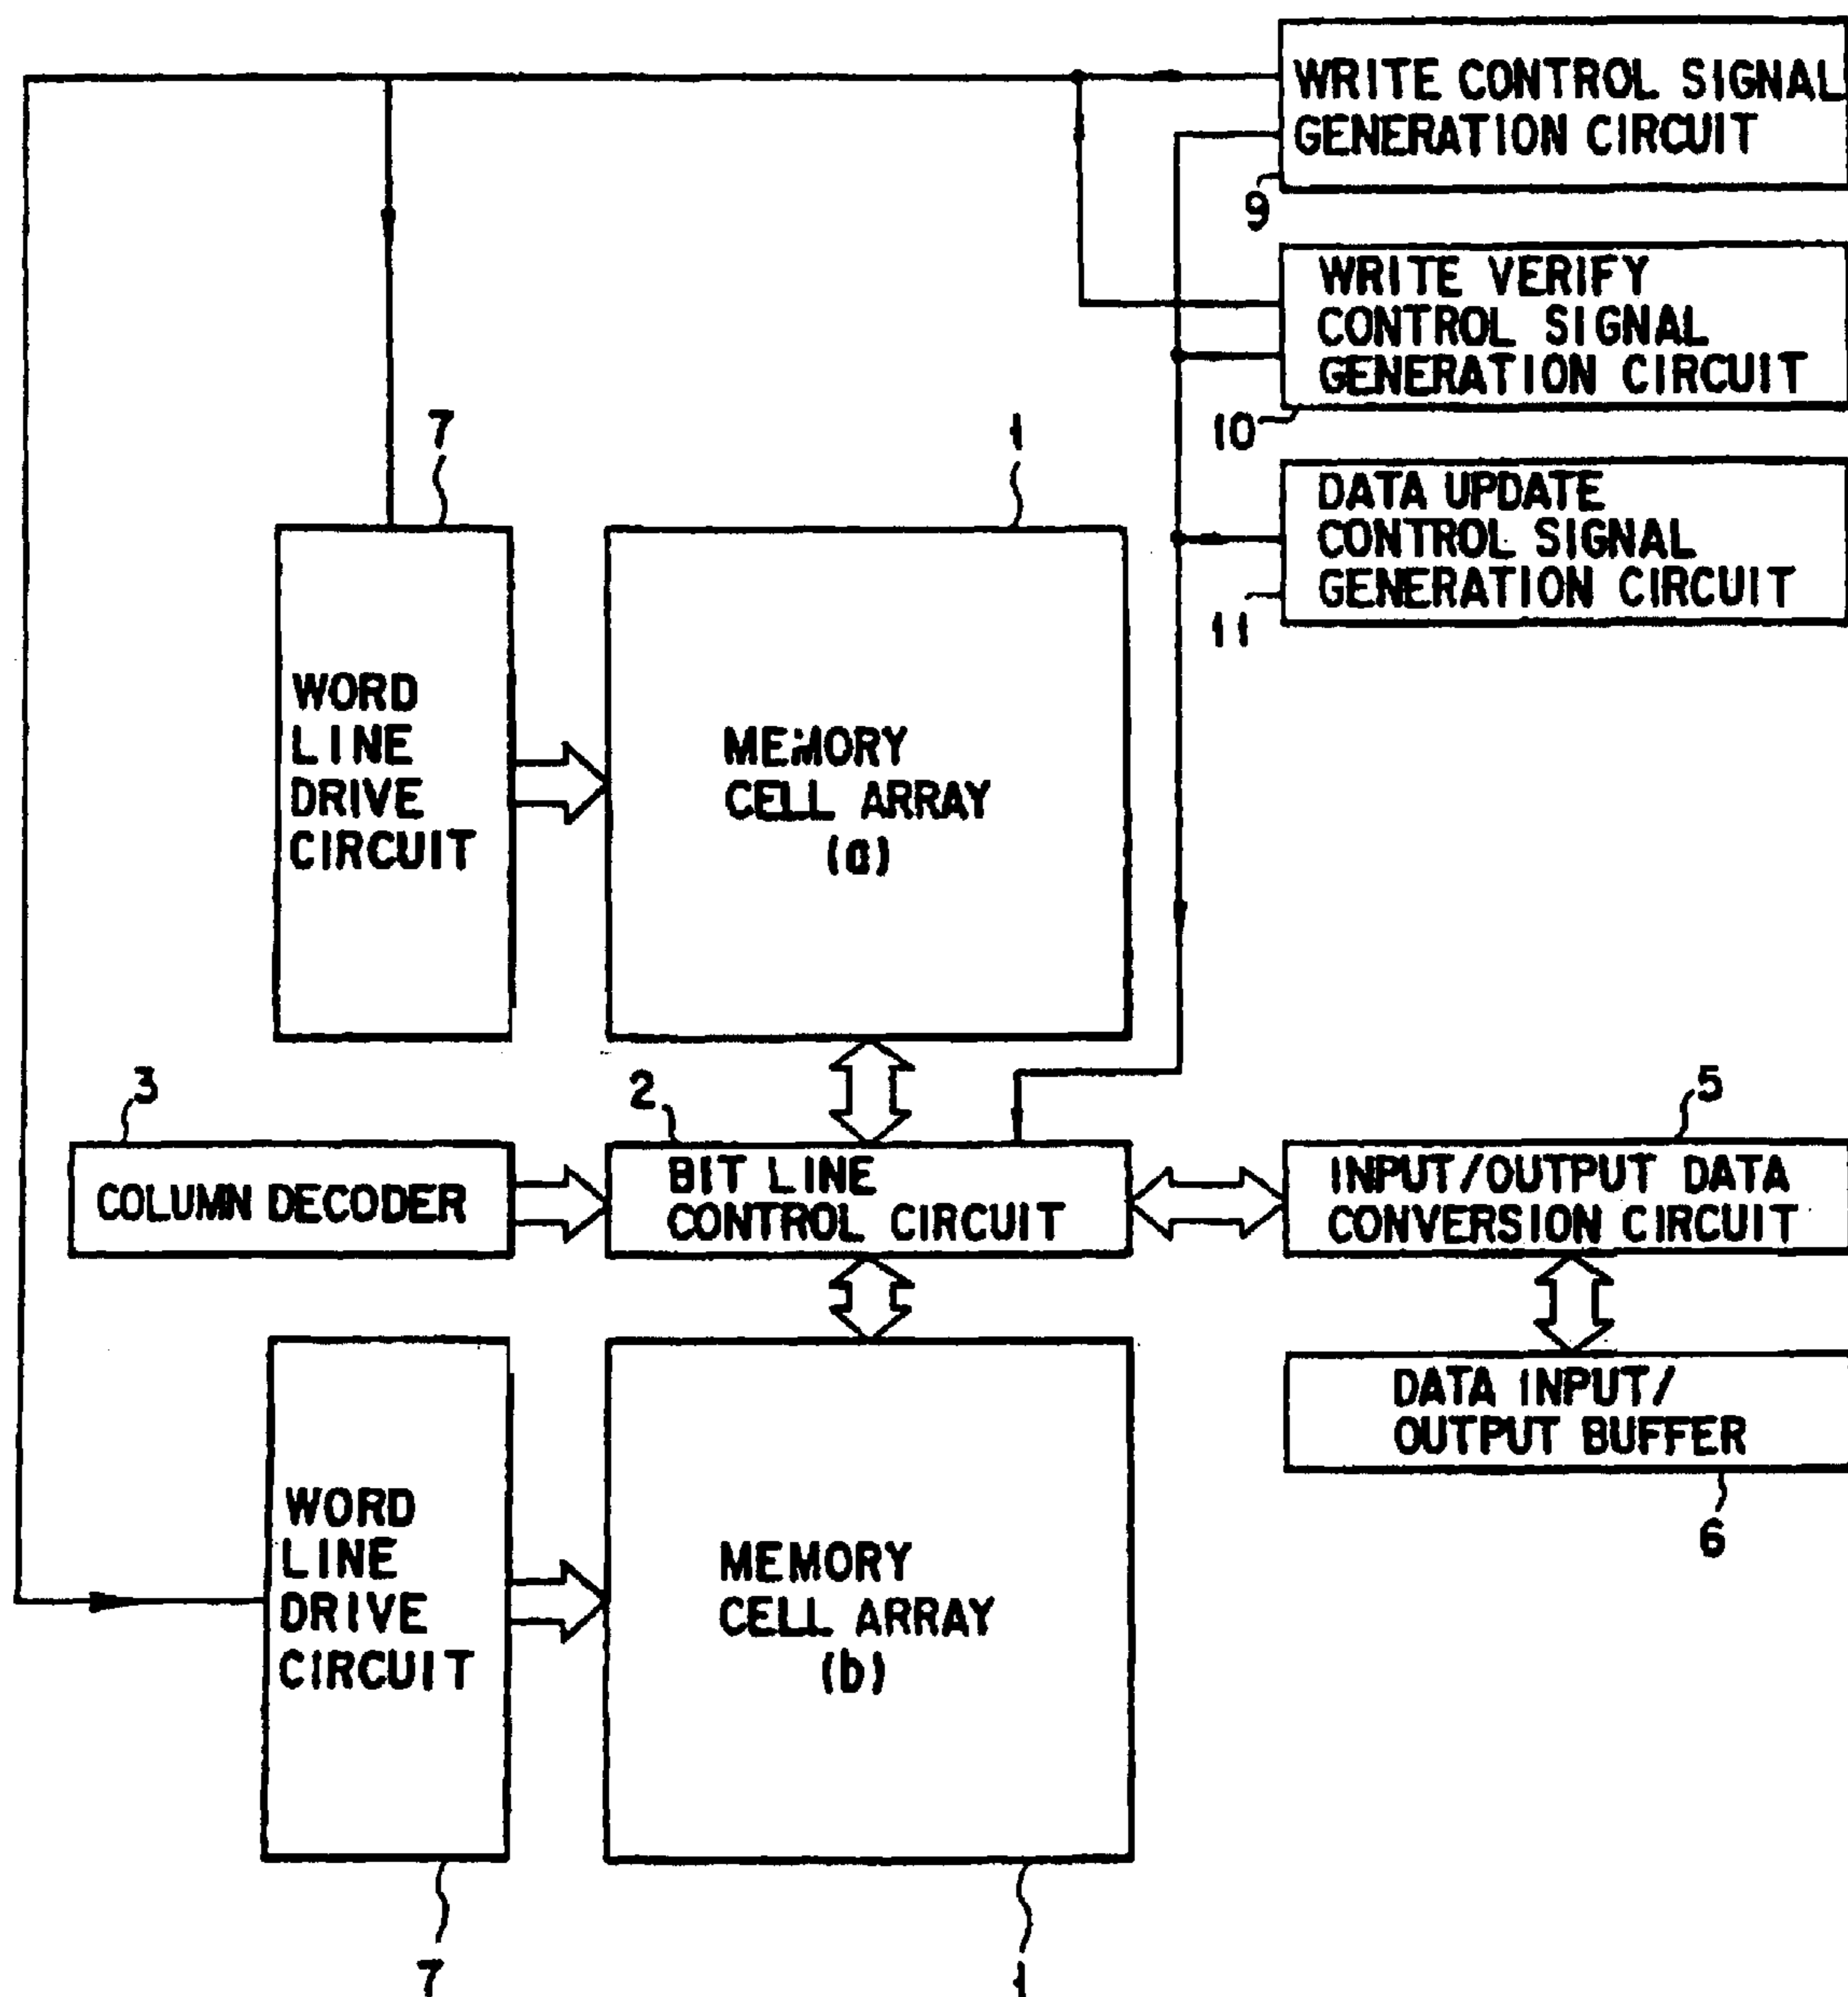 WRITE CONTROL SIGNAL
GENERATION CIRCUIT
9
WRITE VERIFY
CONTROL SIGNAL
GENERATION CIRCUIT
10
DATA UPDATE
CONTROL SIGNAL
GENERATION CIRCUIT
11
7
1
WORD
LINE
DRIVE
CIRCUIT
MEMORY
CELL ARRAY
(a)
3
2
5
COLUMN DECODER
BIT LINE
CONTROL CIRCUIT
INPUT/OUTPUT DATA
CONVERSION CIRCUIT
DATA INPUT/
OUTPUT BUFFER
6
WORD
LINE
DRIVE
CIRCUIT
MEMORY
CELL ARRAY
(b)
7
1